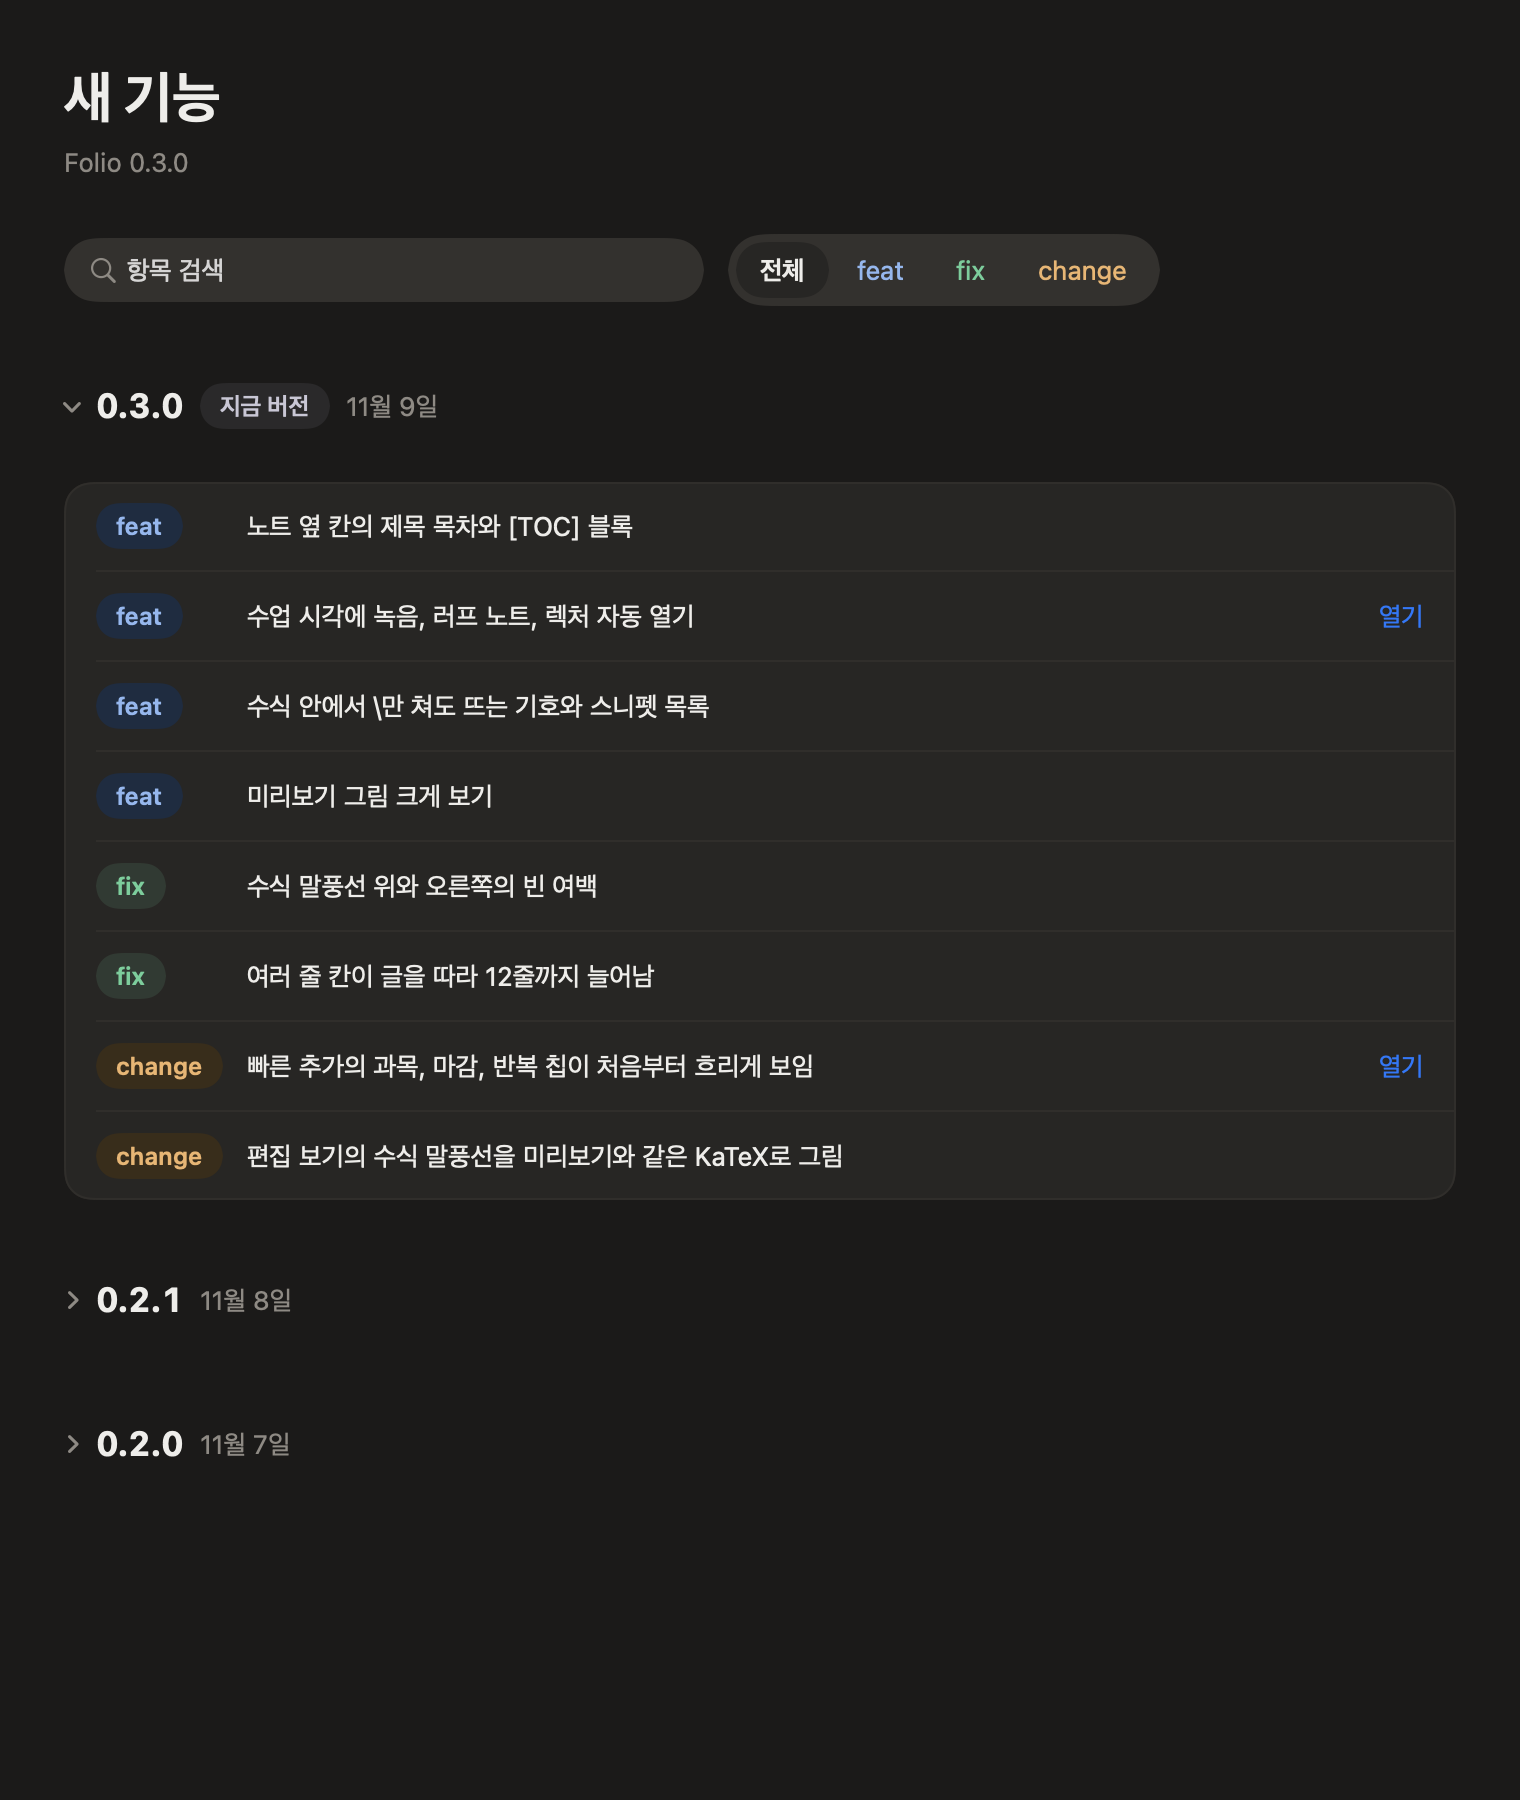 새 기능
Folio 0.3.0
항목 검색
전체 feat fix change
0.3.0 지금 버전 11월 9일
feat 노트 옆 칸의 제목 목차와 [TOC] 블록
feat 수업 시각에 녹음, 러프 노트, 렉처 자동 열기 열기
feat 수식 안에서 \만 쳐도 뜨는 기호와 스니펫 목록
feat 미리보기 그림 크게 보기
fix 수식 말풍선 위와 오른쪽의 빈 여백
fix 여러 줄 칸이 글을 따라 12줄까지 늘어남
change 빠른 추가의 과목, 마감, 반복 칩이 처음부터 흐리게 보임 열기
change 편집 보기의 수식 말풍선을 미리보기와 같은 KaTeX로 그림
0.2.1 11월 8일
0.2.0 11월 7일